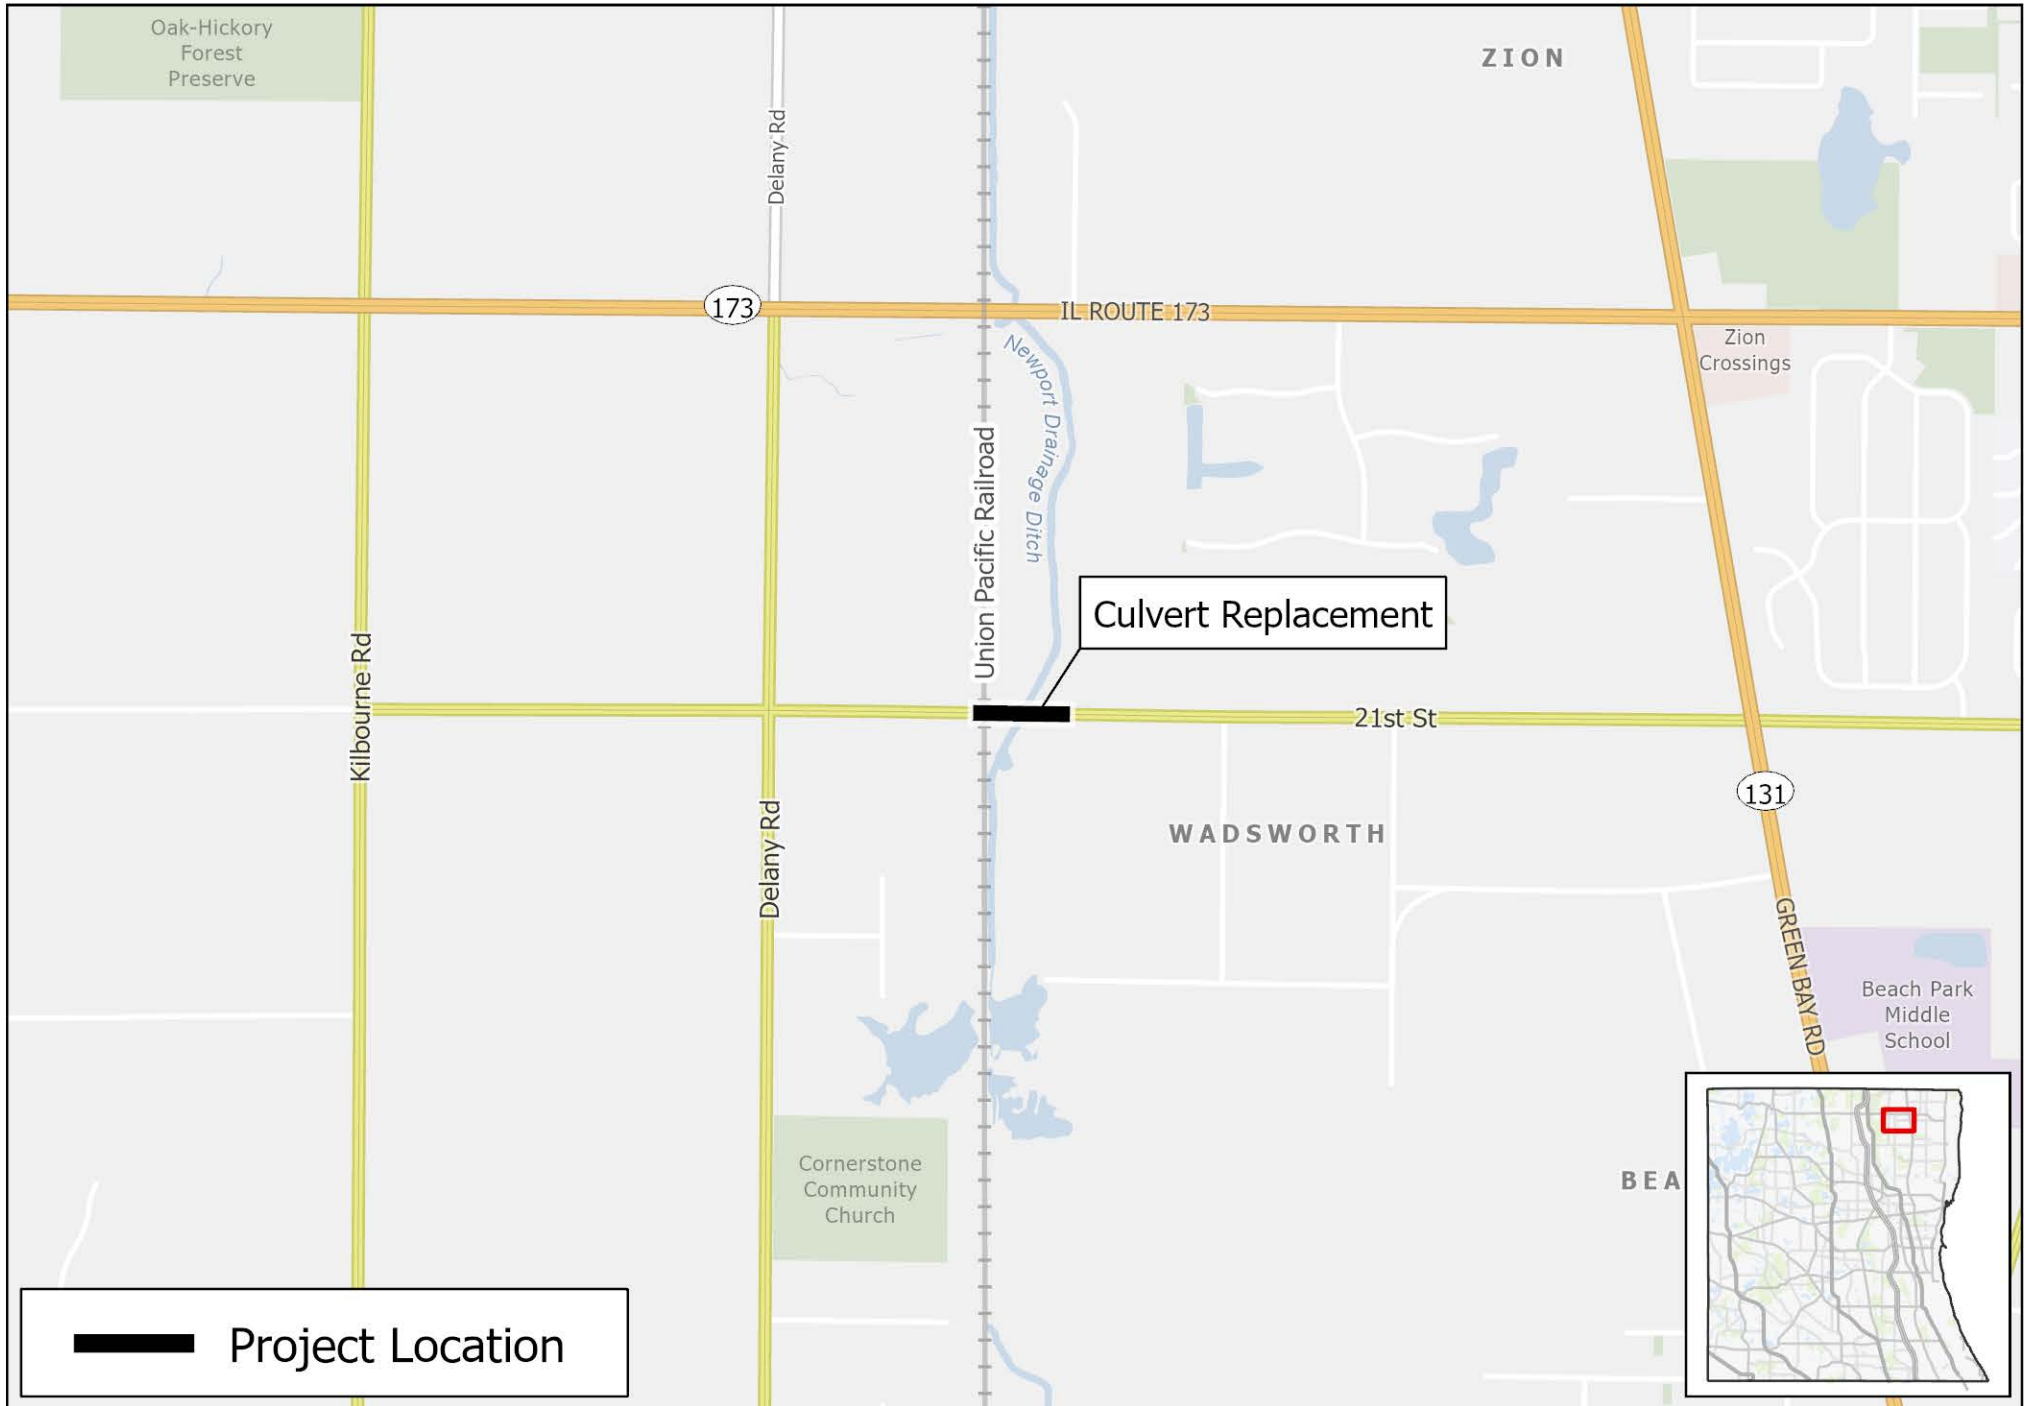 Oak-Hickory
Forest
Preserve
ZION
Delany Rd
173
IL ROUTE 173
Zion
Crossings
Newport Drainage Ditch
Union Pacific Railroad
Culvert Replacement
Kilbourne Rd
21st St
131
WADSWORTH
Delany Rd
GREEN BAY RD
Beach Park
Middle
School
Cornerstone
Community
Church
BEA
Project Location